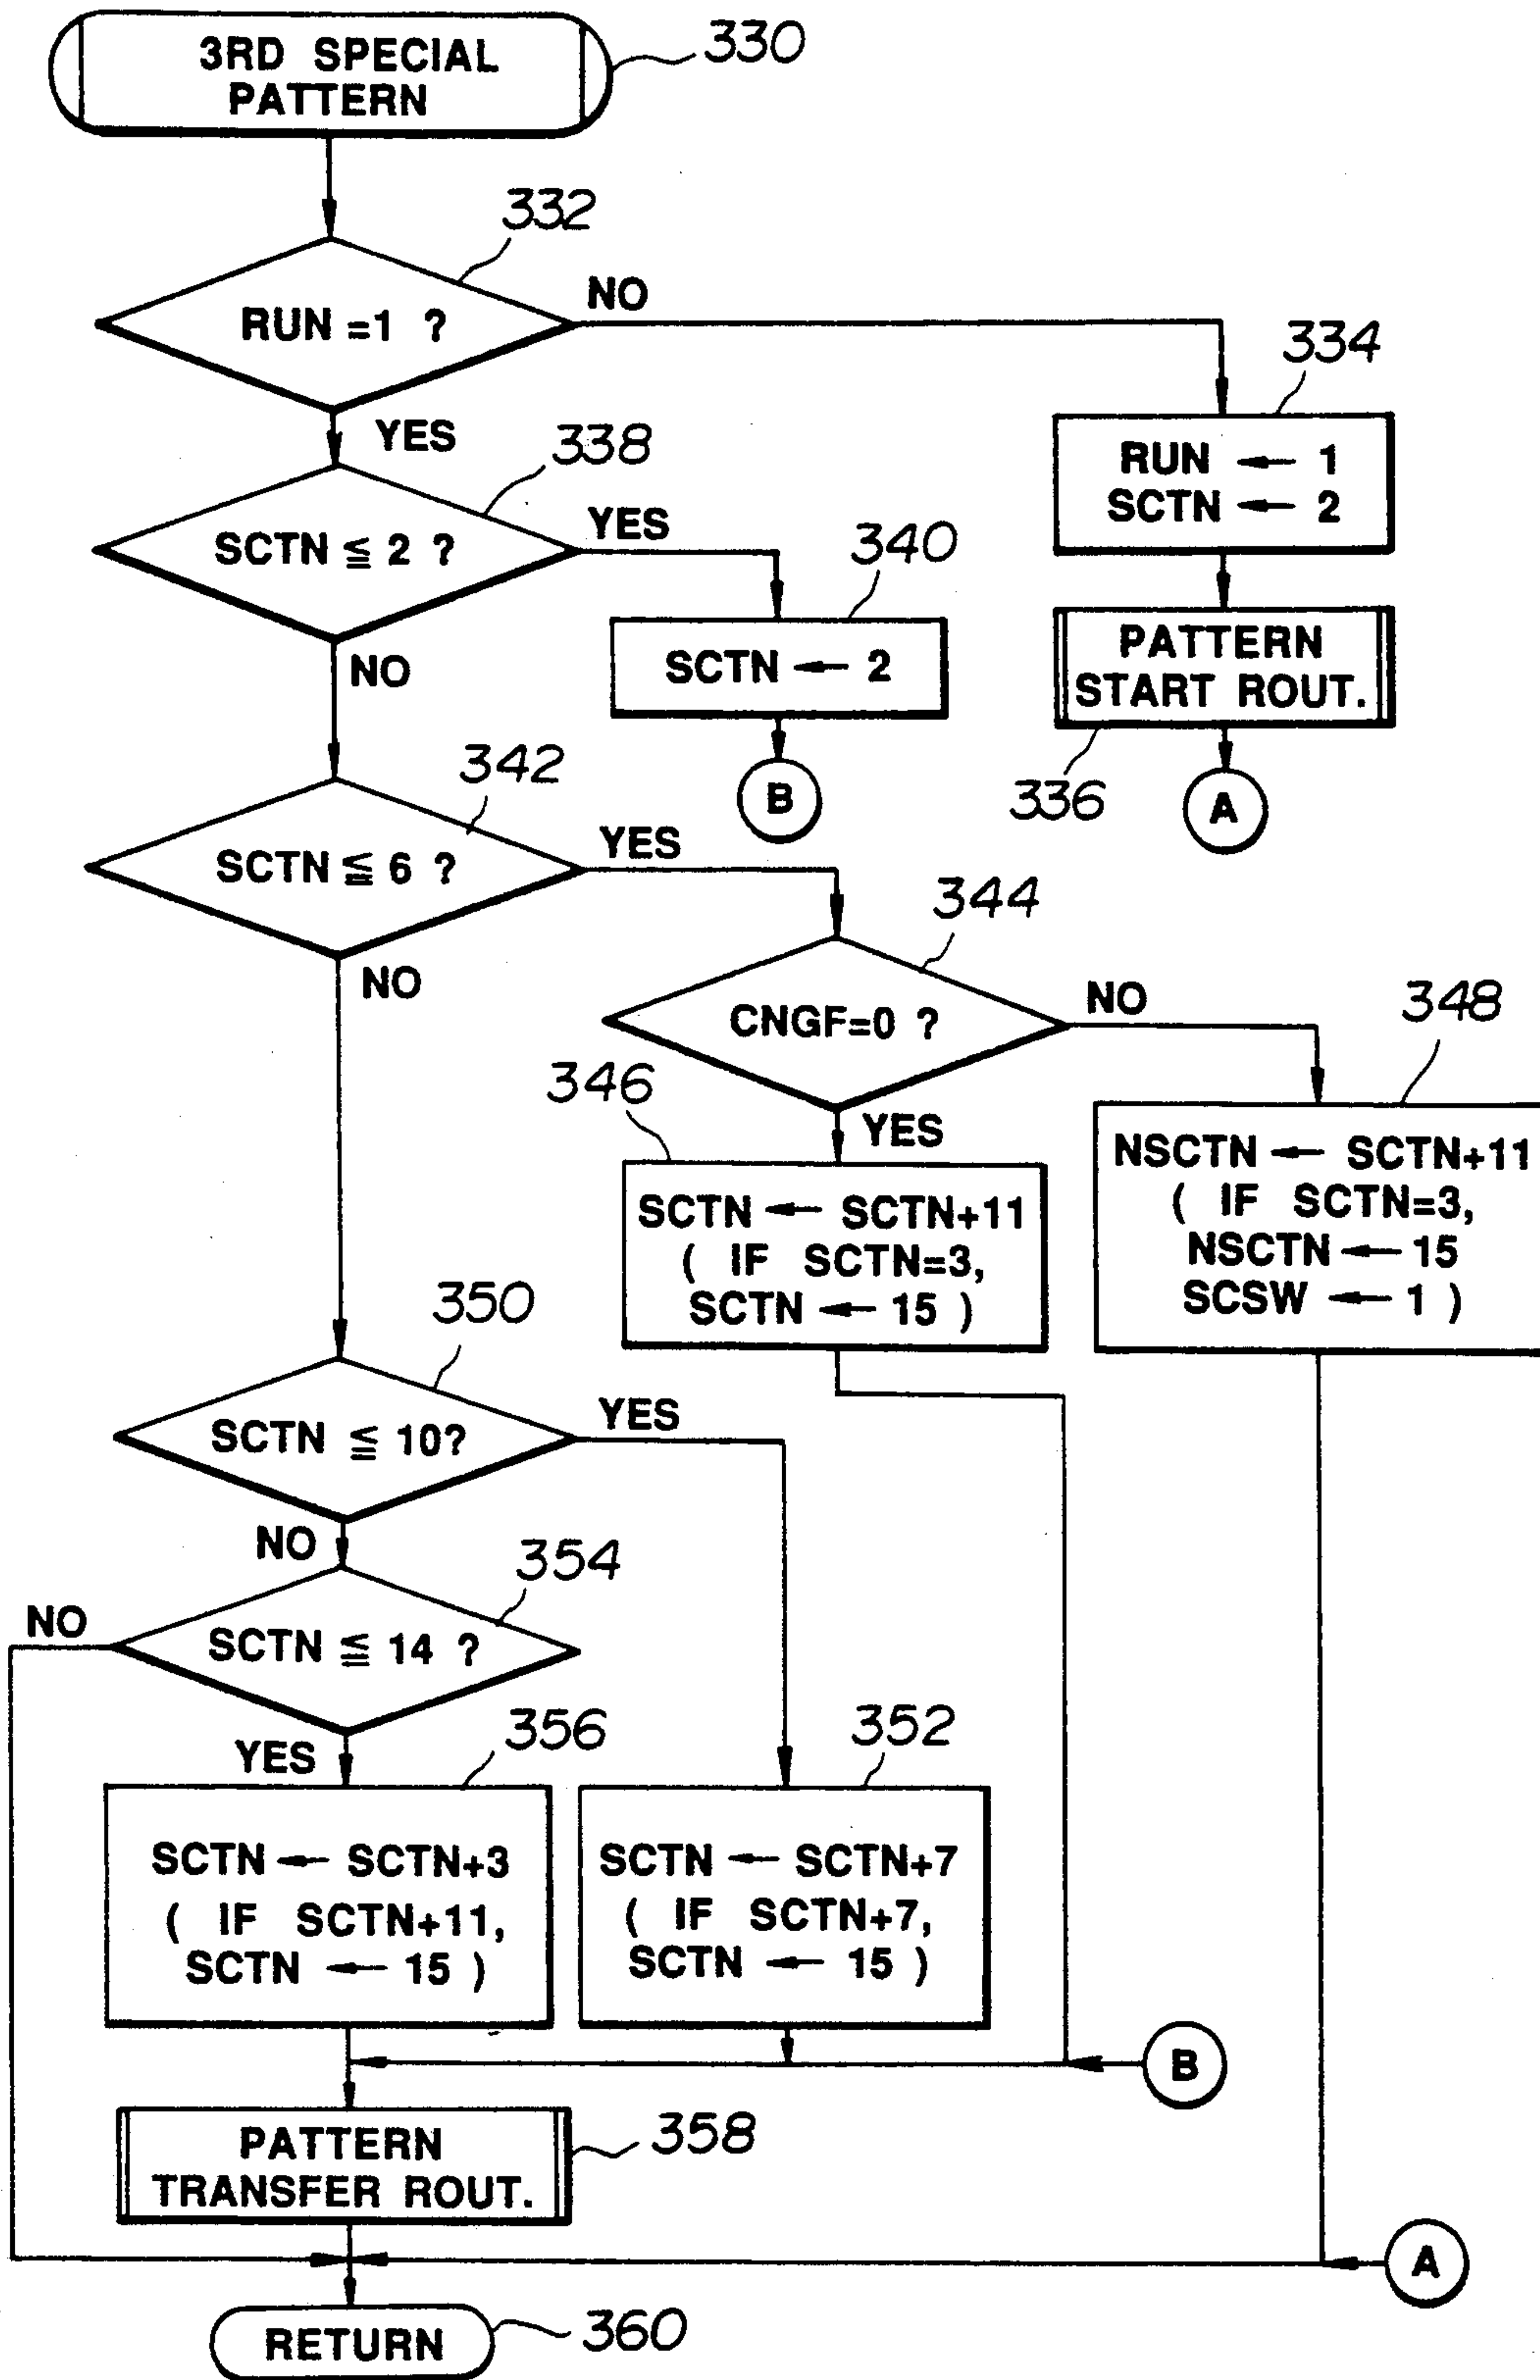 3RD SPECIAL
PATTERN
330
332
RUN =1 ?
NO
YES
334
RUN ← 1
SCTN ← 2
338
SCTN ≦ 2 ?
YES
NO
340
SCTN ← 2
B
PATTERN
START ROUT.
336
A
342
SCTN ≦ 6 ?
YES
NO
344
CNGF=0 ?
NO
YES
346
SCTN ← SCTN+11
( IF SCTN=3,
SCTN ← 15 )
348
NSCTN ← SCTN+11
( IF SCTN=3,
NSCTN ← 15
SCSW ← 1 )
350
SCTN ≦ 10?
YES
NO
354
SCTN ≦ 14 ?
NO
YES
356
SCTN ← SCTN+3
( IF SCTN+11,
SCTN ← 15 )
352
SCTN ← SCTN+7
( IF SCTN+7,
SCTN ← 15 )
B
PATTERN
TRANSFER ROUT.
358
A
RETURN
360